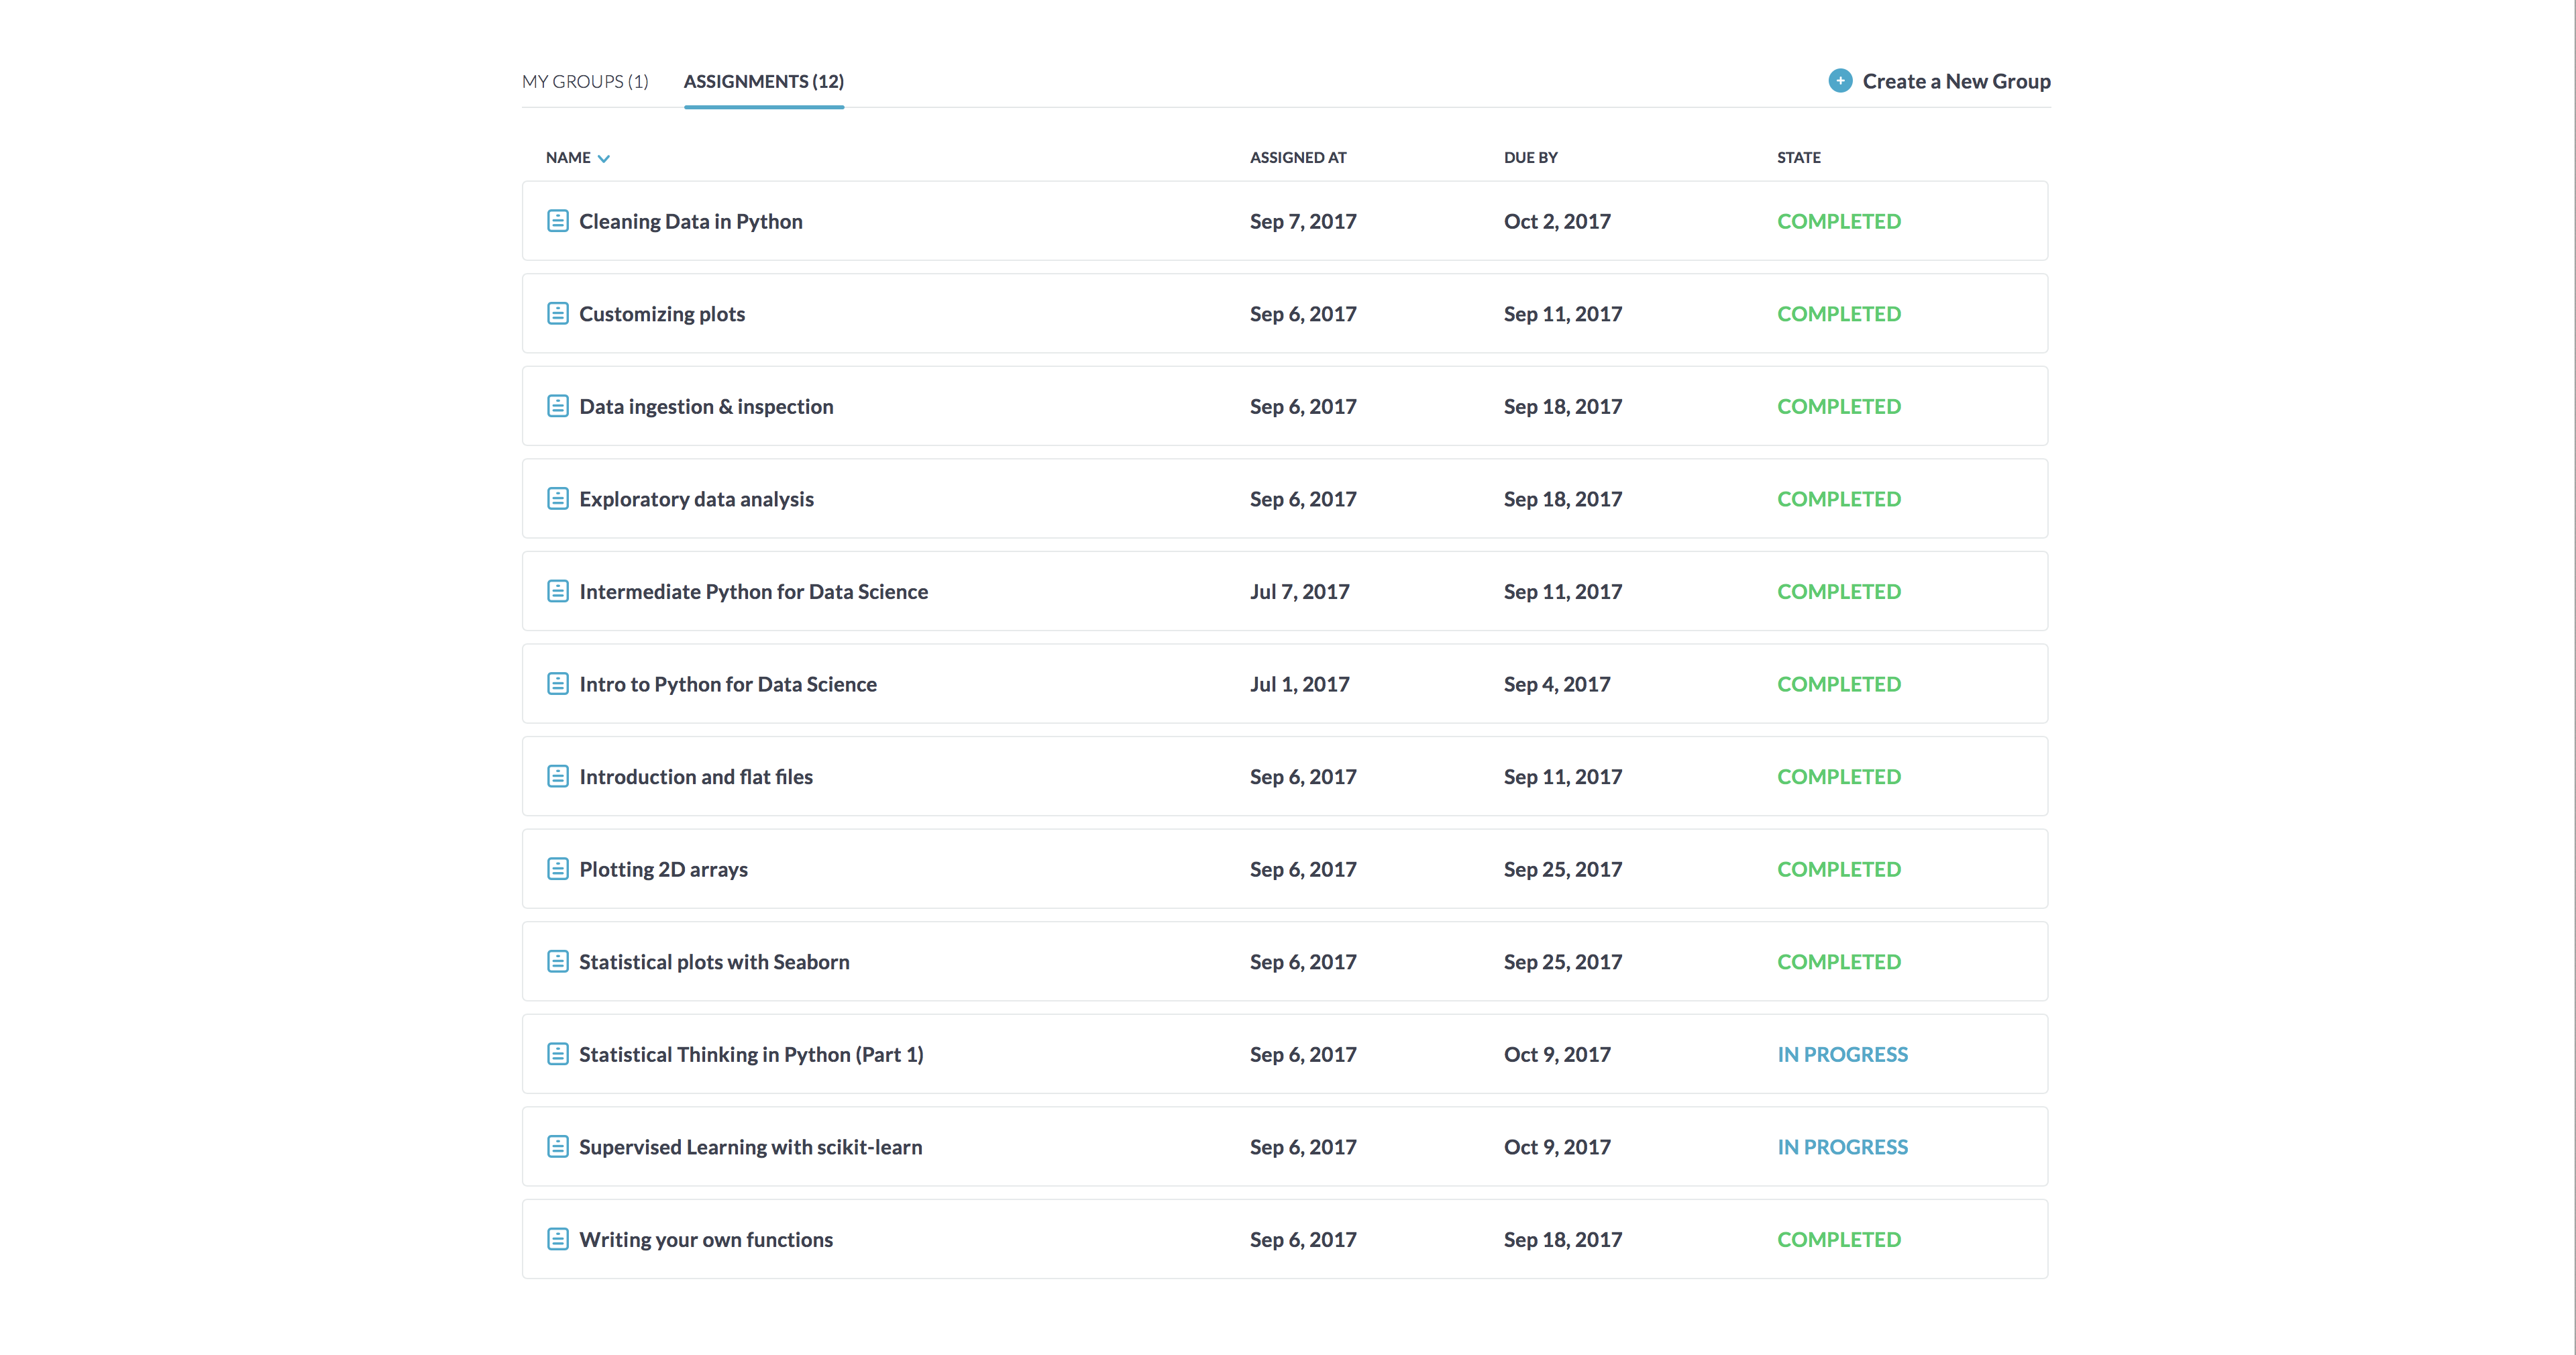 MY GROUPS (1) ASSIGNMENTS (12) + Create a New Group
NAME ASSIGNED AT DUE BY STATE
Cleaning Data in Python Sep 7, 2017 Oct 2, 2017 COMPLETED
Customizing plots Sep 6, 2017 Sep 11, 2017 COMPLETED
Data ingestion & inspection Sep 6, 2017 Sep 18, 2017 COMPLETED
Exploratory data analysis Sep 6, 2017 Sep 18, 2017 COMPLETED
Intermediate Python for Data Science Jul 7, 2017 Sep 11, 2017 COMPLETED
Intro to Python for Data Science Jul 1, 2017 Sep 4, 2017 COMPLETED
Introduction and flat files Sep 6, 2017 Sep 11, 2017 COMPLETED
Plotting 2D arrays Sep 6, 2017 Sep 25, 2017 COMPLETED
Statistical plots with Seaborn Sep 6, 2017 Sep 25, 2017 COMPLETED
Statistical Thinking in Python (Part 1) Sep 6, 2017 Oct 9, 2017 IN PROGRESS
Supervised Learning with scikit-learn Sep 6, 2017 Oct 9, 2017 IN PROGRESS
Writing your own functions Sep 6, 2017 Sep 18, 2017 COMPLETED